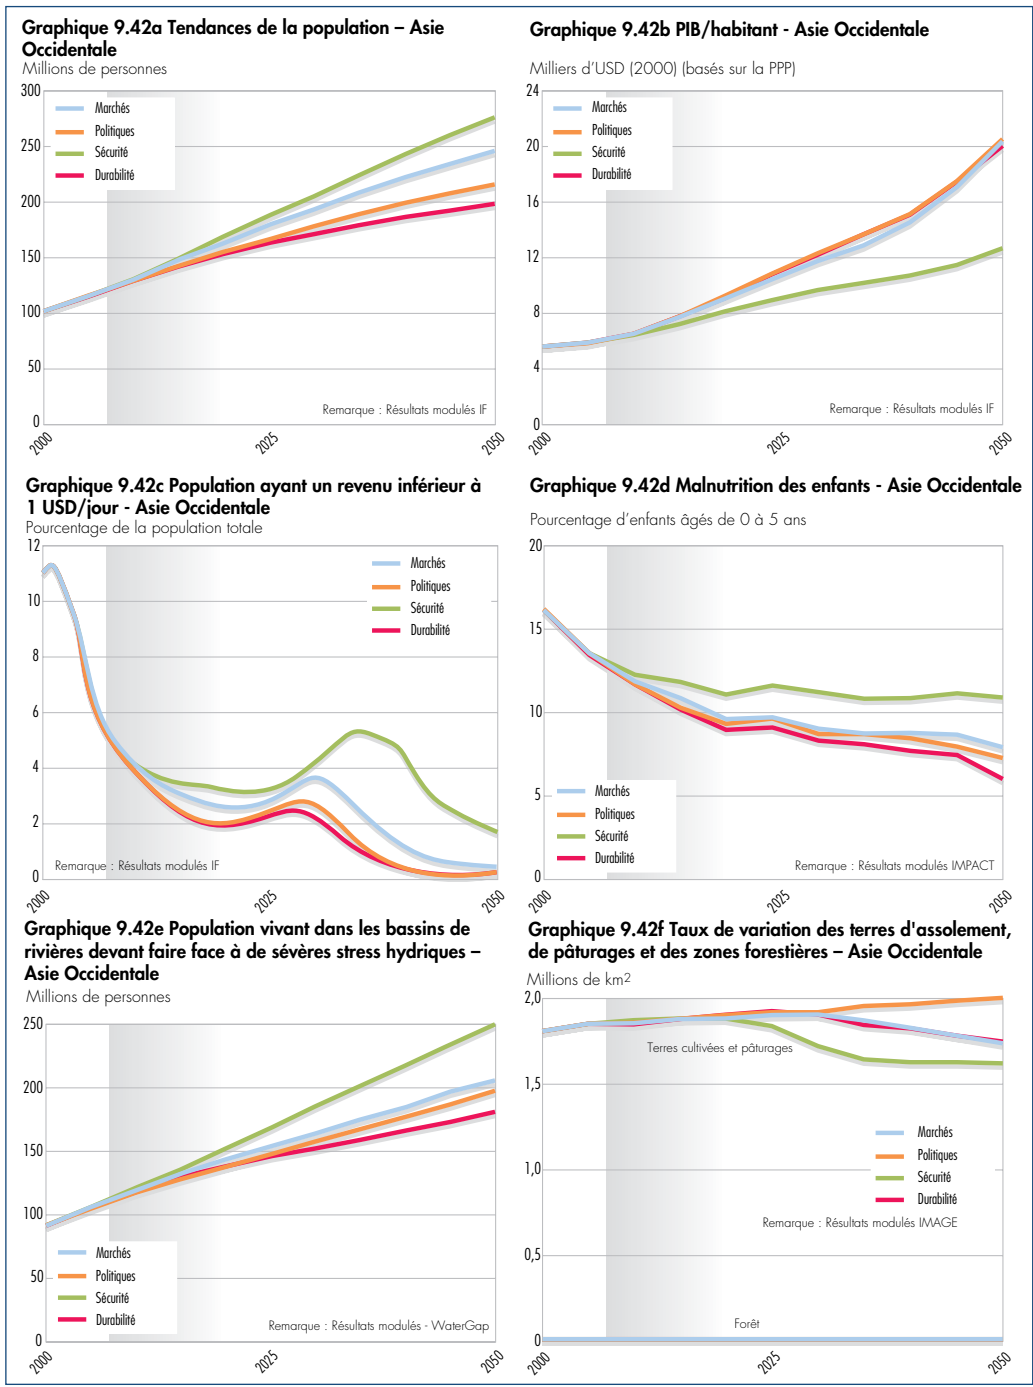 Graphique 9.42a Tendances de la population – Asie
Occidentale
Millions de personnes
300
250
200
150
100
50
0
Marchés
Politiques
Sécurité
Durabilité
Remarque : Résultats modulés IF
2000
2025
2050
Graphique 9.42b PIB/habitant - Asie Occidentale
Milliers d’USD (2000) (basés sur la PPP)
24
20
16
12
8
4
0
Marchés
Politiques
Sécurité
Durabilité
Remarque : Résultats modulés IF
2000
2025
2050
Graphique 9.42c Population ayant un revenu inférieur à
1 USD/jour - Asie Occidentale
Pourcentage de la population totale
12
10
8
6
4
2
0
Marchés
Politiques
Sécurité
Durabilité
Remarque : Résultats modulés IF
2000
2025
2050
Graphique 9.42d Malnutrition des enfants - Asie Occidentale
Pourcentage d’enfants âgés de 0 à 5 ans
20
15
10
5
0
Marchés
Politiques
Sécurité
Durabilité
Remarque : Résultats modulés IMPACT
2000
2025
2050
Graphique 9.42e Population vivant dans les bassins de
rivières devant faire face à de sévères stress hydriques –
Asie Occidentale
Millions de personnes
250
200
150
100
50
0
Marchés
Politiques
Sécurité
Durabilité
Remarque : Résultats modulés - WaterGap
2000
2025
2050
Graphique 9.42f Taux de variation des terres d'assolement,
de pâturages et des zones forestières – Asie Occidentale
Millions de km2
2,0
1,5
1,0
0,5
0
Terres cultivées et pâturages
Marchés
Politiques
Sécurité
Durabilité
Remarque : Résultats modulés IMAGE
Forêt
2000
2025
2050